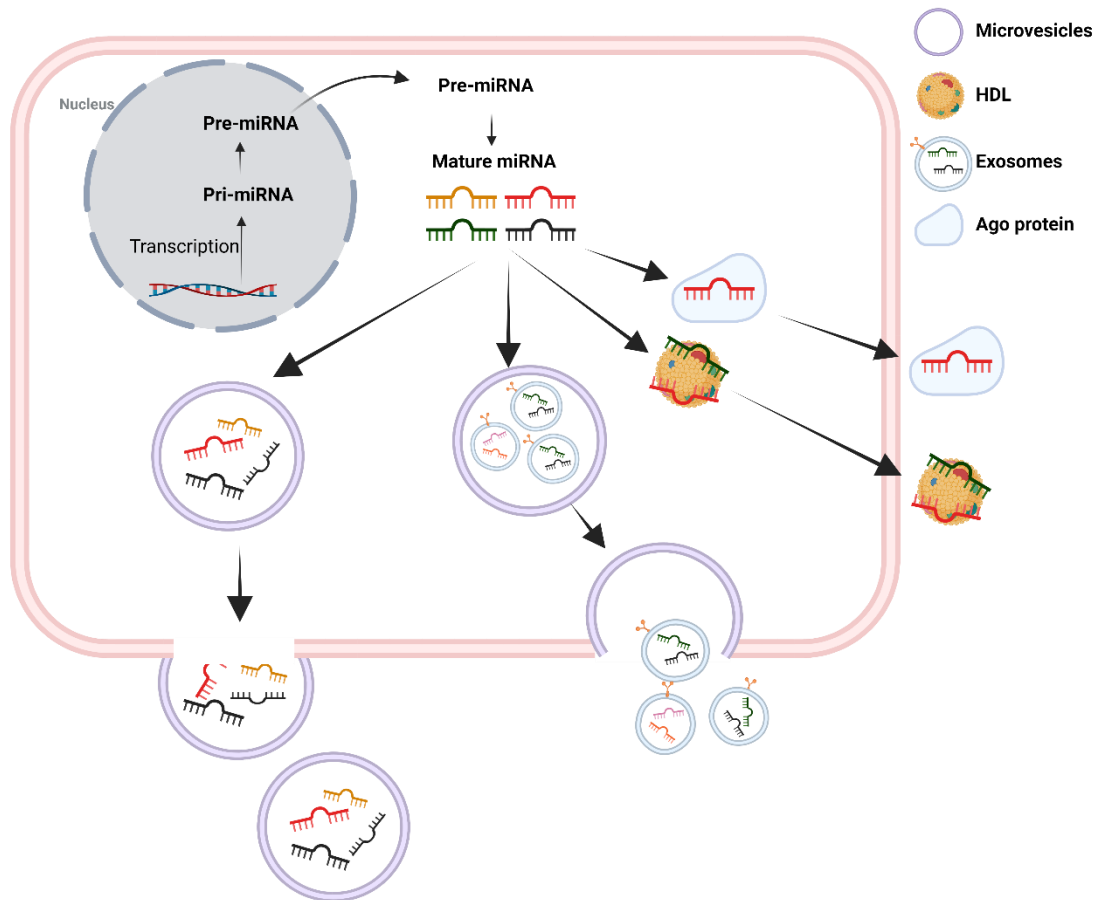 Nucleus
Pre-miRNA
Pri-miRNA
Transcription
Pre-miRNA
Mature miRNA
Microvesicles
HDL
Exosomes
Ago protein